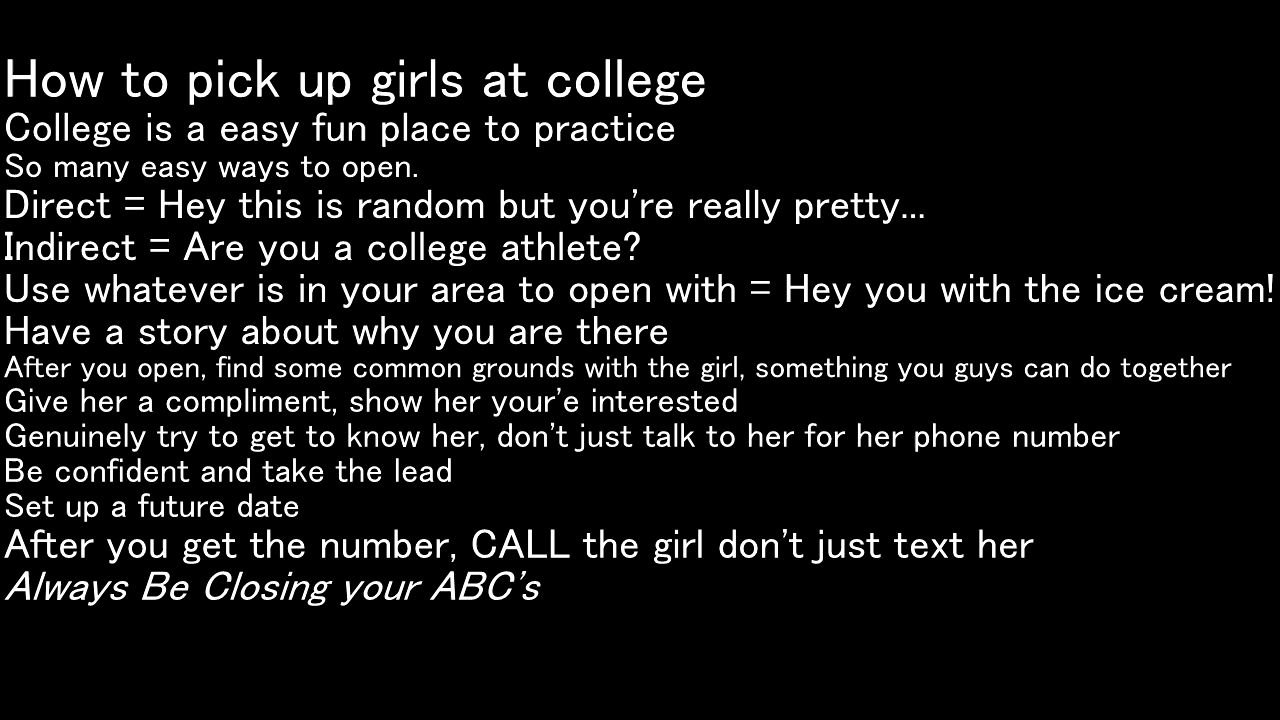 How to pick up girls at college
College is a easy fun place to practice
So many easy ways to open.
Direct = Hey this is random but you're really pretty...
Indirect = Are you a college athlete?
Use whatever is in your area to open with = Hey you with the ice cream!
Have a story about why you are there
After you open, find some common grounds with the girl, something you guys can do together
Give her a compliment, show her your'e interested
Genuinely try to get to know her, don't just talk to her for her phone number
Be confident and take the lead
Set up a future date
After you get the number, CALL the girl don't just text her
Always Be Closing your ABC's